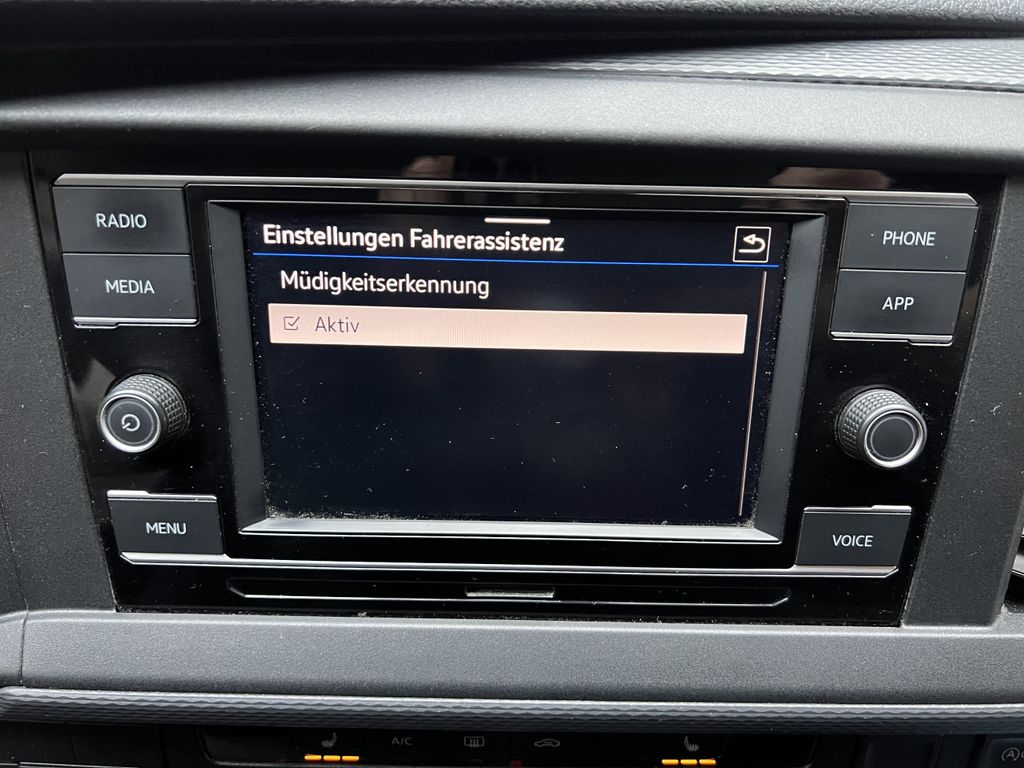 RADIO
MEDIA
Einstellungen Fahrerassistenz
Müdigkeitserkennung
Aktiv
PHONE
APP
MENU
VOICE
A/C